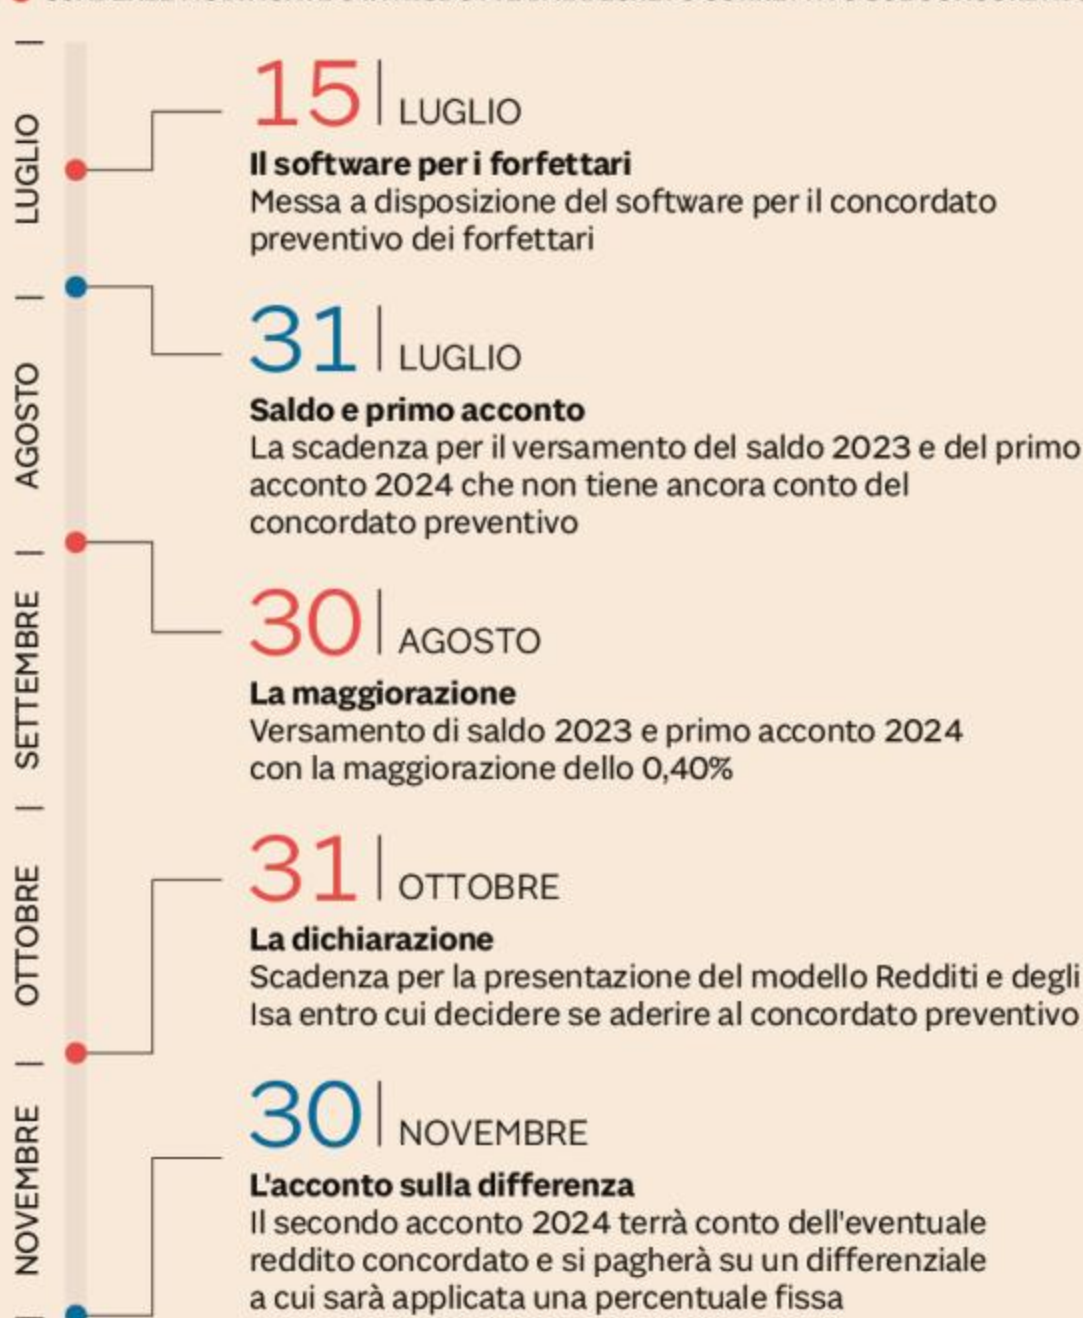 15 | LUGLIO
Il software per i forfettari
Messa a disposizione del software per il concordato
preventivo dei forfettari
31 | LUGLIO
Saldo e primo acconto
La scadenza per il versamento del saldo 2023 e del primo
acconto 2024 che non tiene ancora conto del
concordato preventivo
30 | AGOSTO
La maggiorazione
Versamento di saldo 2023 e primo acconto 2024
con la maggiorazione dello 0,40%
31 | OTTOBRE
La dichiarazione
Scadenza per la presentazione del modello Redditi e degli
Isa entro cui decidere se aderire al concordato preventivo
30 | NOVEMBRE
L'acconto sulla differenza
Il secondo acconto 2024 terrà conto dell'eventuale
reddito concordato e si pagherà su un differenziale
a cui sarà applicata una percentuale fissa
LUGLIO
AGOSTO
SETTEMBRE
OTTOBRE
NOVEMBRE